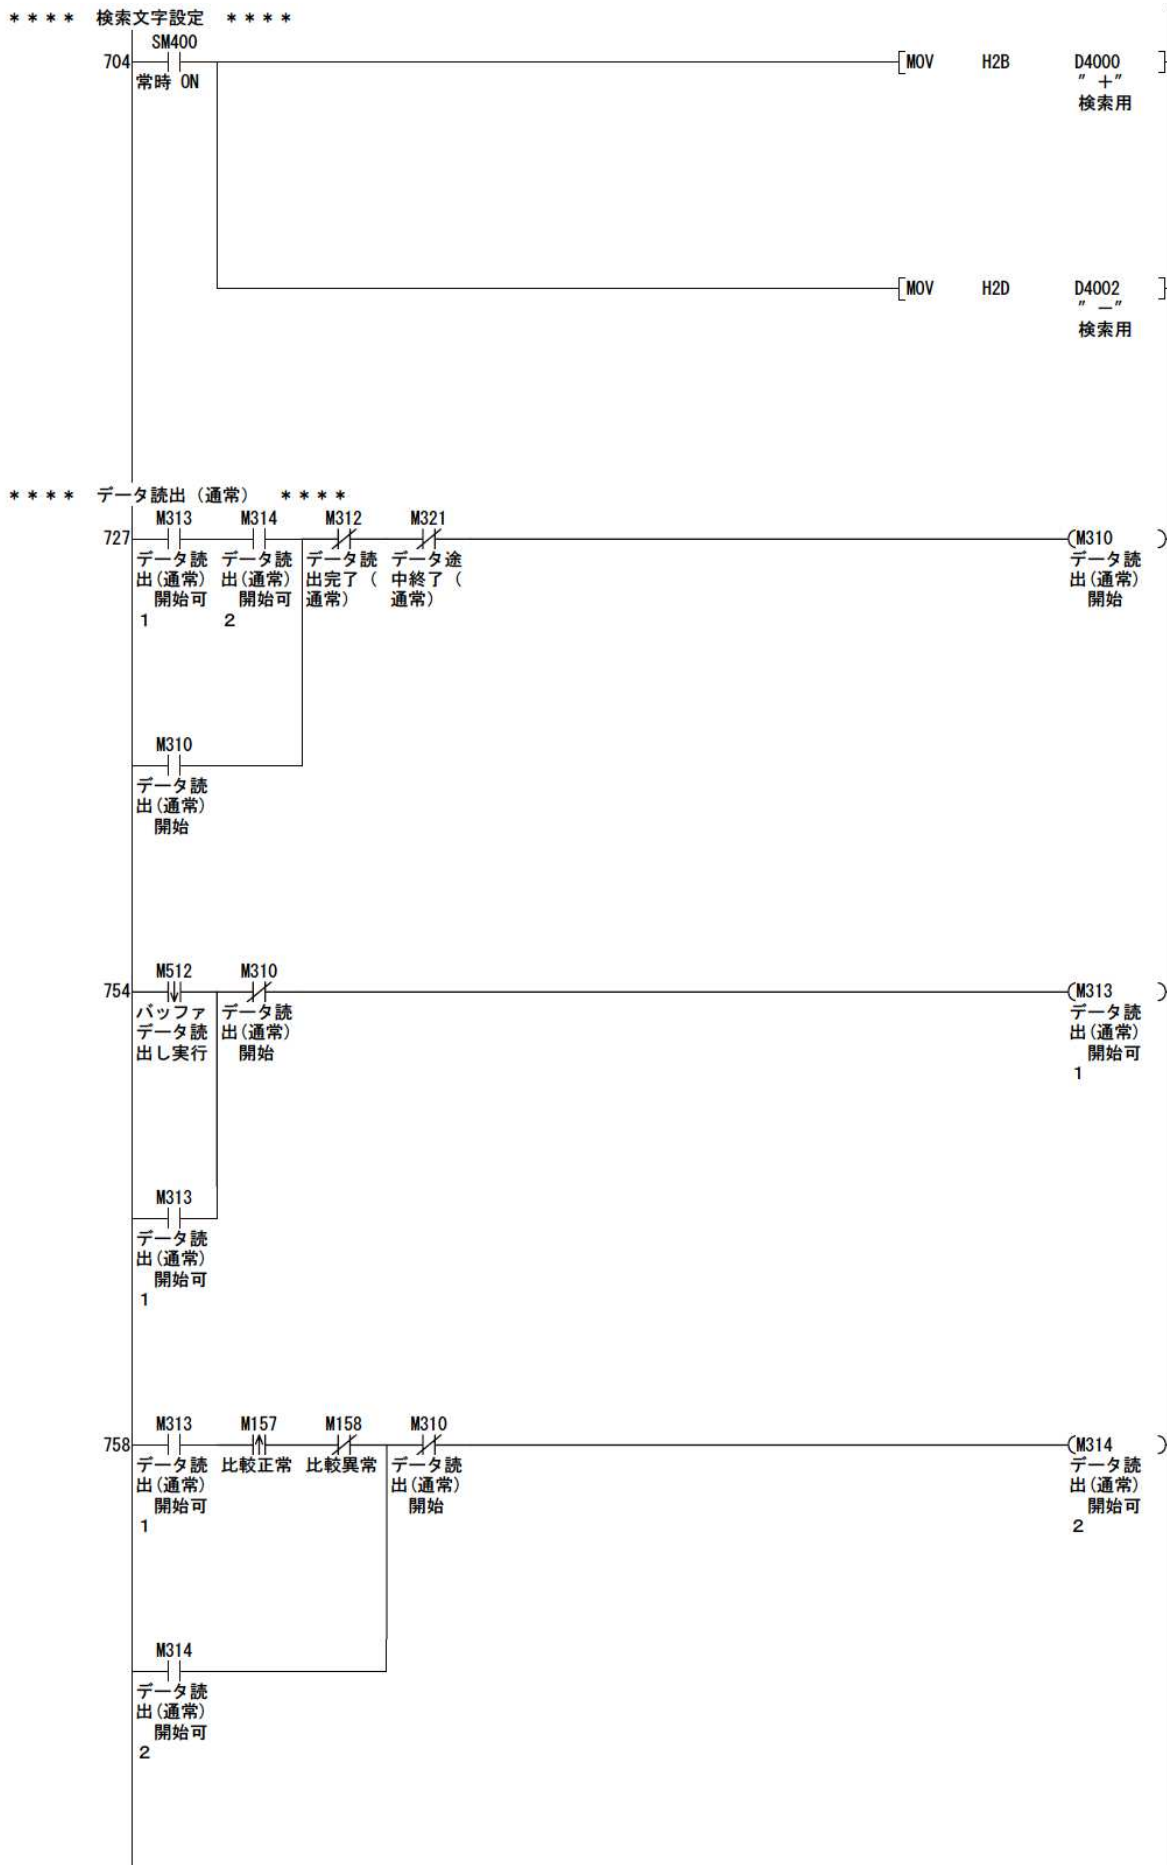 ＊＊＊＊　検索文字設定　＊＊＊＊
SM400
704 [MOV H2B D4000 ]
常時 ON ″＋″
検索用
[MOV H2D D4002 ]
″－″
検索用
＊＊＊＊　データ読出（通常）　＊＊＊＊
M313 M314 M312 M321
727 (M310 )
データ読 データ読 データ読 データ途 データ読
出(通常) 出(通常) 出完了（ 中終了（ 出(通常)
開始可 開始可 通常） 通常） 開始
1 2
M310
データ読
出(通常)
開始
M512 M310
754 (M313 )
バッファ データ読 データ読
データ読 出(通常) 出(通常)
出し実行 開始 開始可
1
M313
データ読
出(通常)
開始可
1
M313 M157 M158 M310
758 (M314 )
データ読 比較正常 比較異常 データ読 データ読
出(通常) 出(通常) 出(通常)
開始可 開始 開始可
1 2
M314
データ読
出(通常)
開始可
2